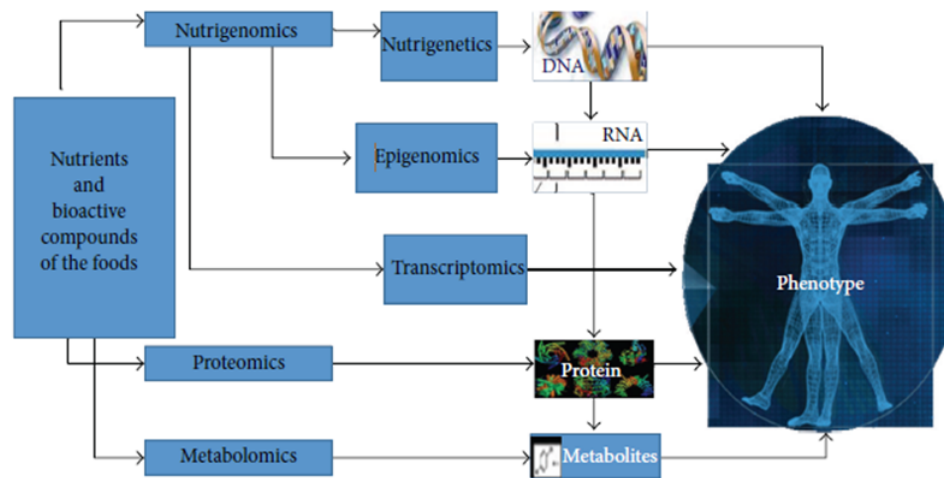 Nutrigenomics
Nutrigenetics
DNA
Nutrients
and
bioactive
compounds
of the foods
Epigenomics
RNA
Transcriptomics
Phenotype
Proteomics
Protein
Metabolomics
Metabolites